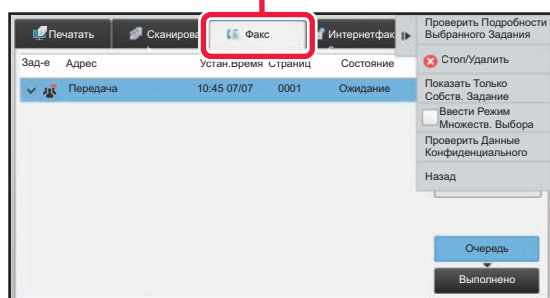 Печатать
Сканирова
ь
Факс
Интернетфак
с
Зад-е Адрес Устан.Время Страниц Состояние
Передача 10:45 07/07 0001 Ожидание
Проверить Подробности
Выбранного Задания
Стоп/Удалить
Показать Только
Собств. Задание
Ввести Режим
Множеств. Выбора
Проверить Данные
Конфиденциального
Назад
Очередь
Выполнено